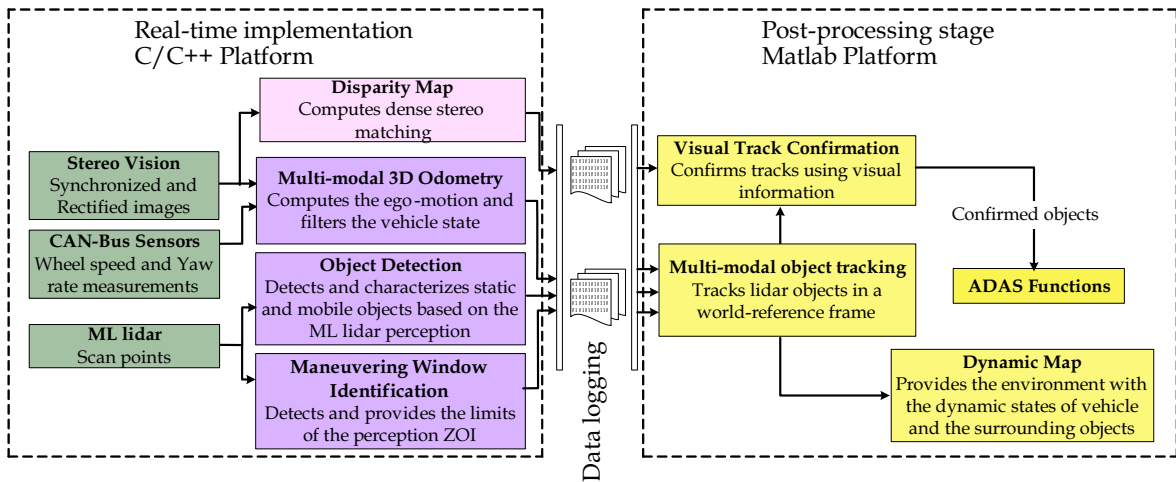 Real-time implementation
C/C++ Platform
Disparity Map
Computes dense stereo
matching
Stereo Vision
Synchronized and
Rectified images
Multi-modal 3D Odometry
Computes the ego-motion and
filters the vehicle state
CAN-Bus Sensors
Wheel speed and Yaw
rate measurements
Object Detection
Detects and characterizes static
and mobile objects based on the
ML lidar perception
ML lidar
Scan points
Maneuvering Window
Identification
Detects and provides the limits
of the perception ZOI
Data logging
Post-processing stage
Matlab Platform
Visual Track Confirmation
Confirms tracks using visual
information
Confirmed objects
Multi-modal object tracking
Tracks lidar objects in a
world-reference frame
ADAS Functions
Dynamic Map
Provides the environment with
the dynamic states of vehicle
and the surrounding objects